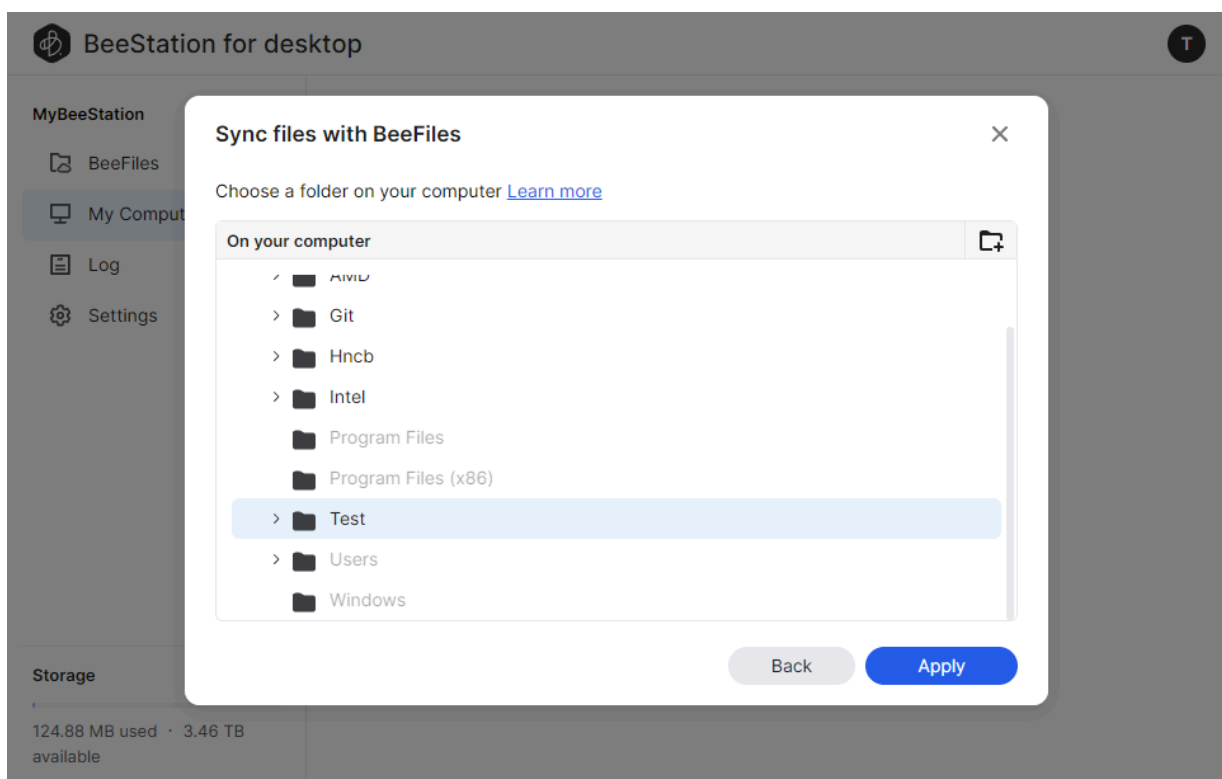 BeeStation for desktop
T
MyBeeStation
BeeFiles
My Comput
Log
Settings
Storage
124.88 MB used · 3.46 TB
available
Sync files with BeeFiles
Choose a folder on your computer Learn more
On your computer
AMD
Git
Hncb
Intel
Program Files
Program Files (x86)
Test
Users
Windows
Back
Apply